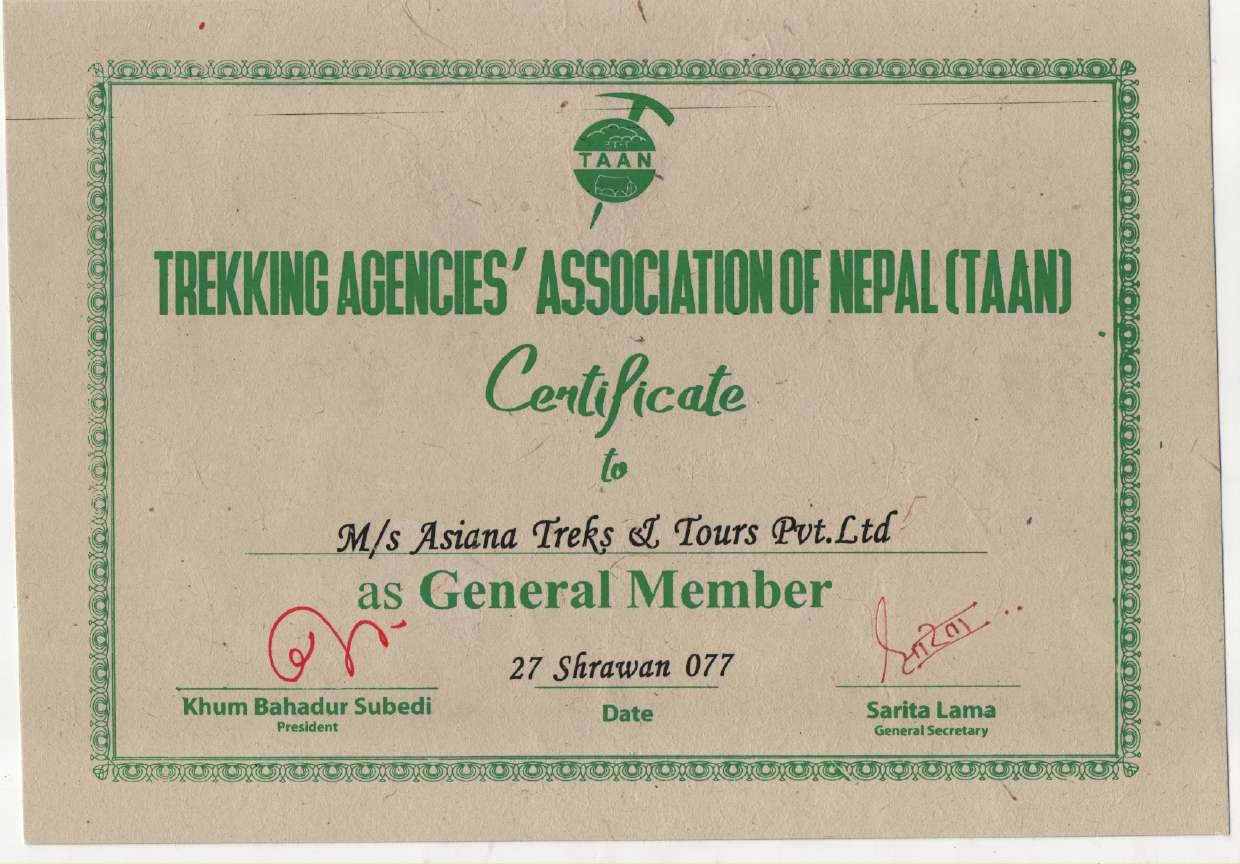 TAAN
TREKKING AGENCIES' ASSOCIATION OF NEPAL (TAAN)
Certificate
to
M/s Asiana Treks & Tours Pvt.Ltd
as General Member
27 Shrawan 077
Khum Bahadur Subedi
President
Date
Sarita Lama
General Secretary